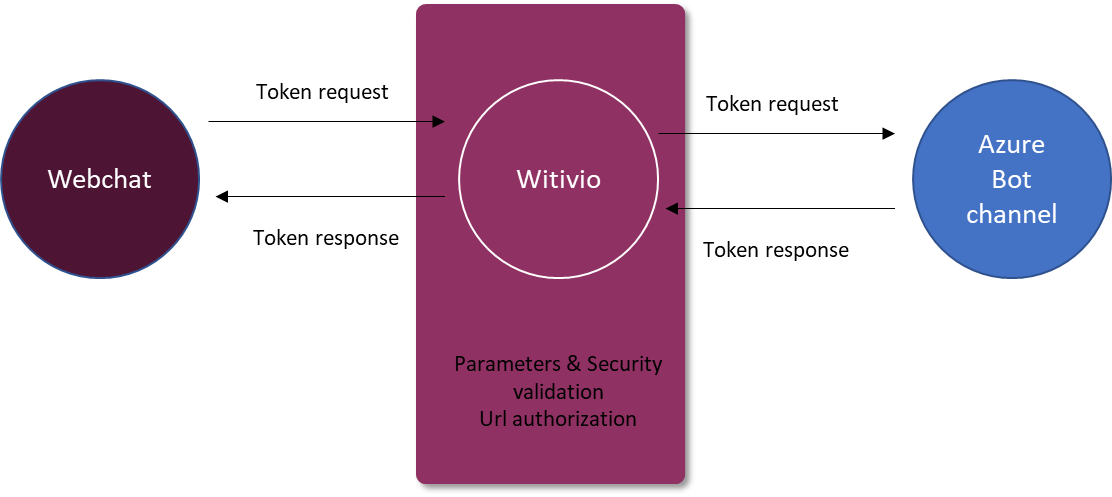 Token request
Token request
Webchat
Witivio
Azure
Bot
channel
Token response
Token response
Parameters & Security
validation
Url authorization